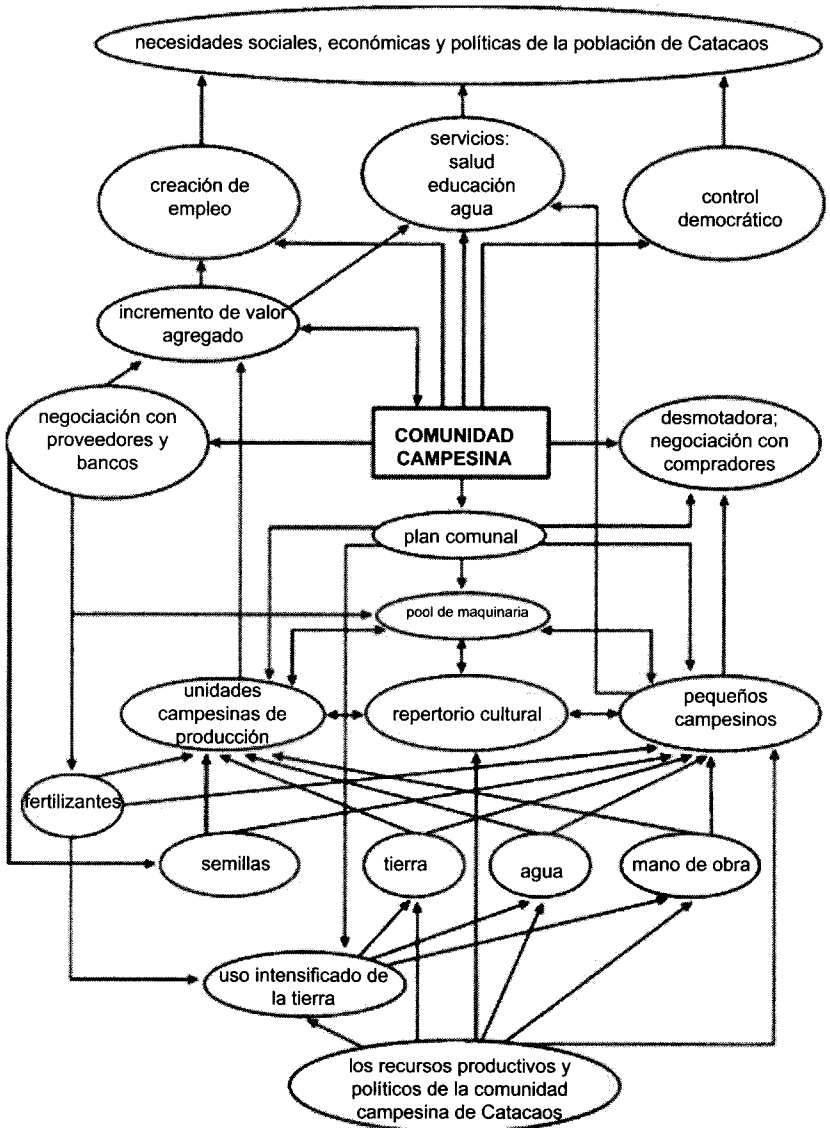 necesidades sociales, económicas y políticas de la población de Catacaos
servicios:
salud
educación
agua
creación de
empleo
control
democrático
incremento de valor
agregado
negociación con
proveedores y
bancos
COMUNIDAD
CAMPESINA
desmotadora;
negociación con
compradores
plan comunal
pool de maquinaria
unidades
campesinas de
producción
repertorio cultural
pequeños
campesinos
fertilizantes
semillas
tierra
agua
mano de obra
uso intensificado de
la tierra
los recursos productivos y
políticos de la comunidad
campesina de Catacaos